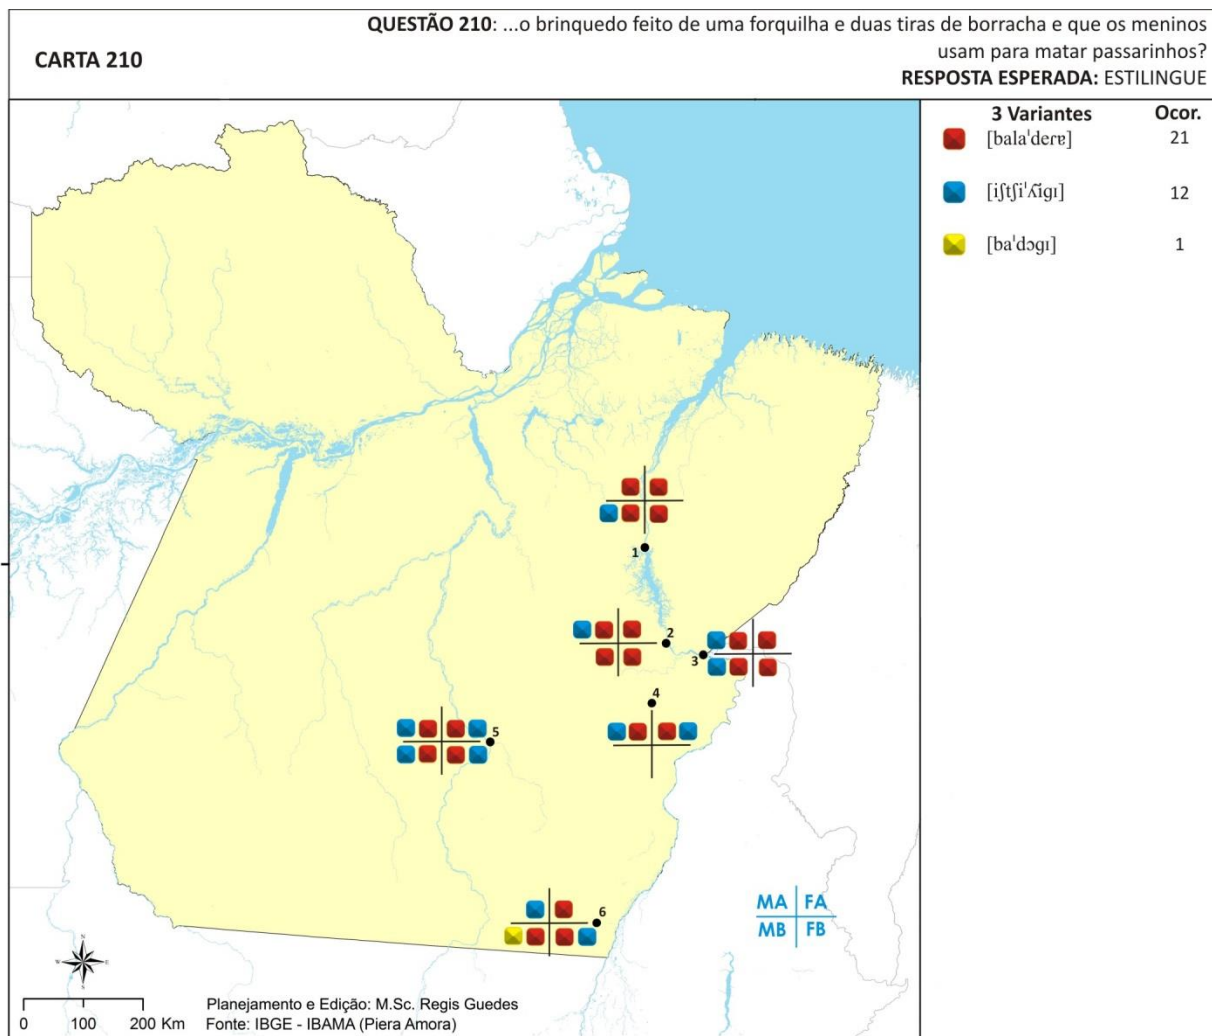 QUESTÃO 210: ...o brinquedo feito de uma forquilha e duas tiras de borracha e que os meninos
usam para matar passarinhos?
CARTA 210
RESPOSTA ESPERADA: ESTILINGUE
3 Variantes Ocor.
[bala'deɾɐ] 21
[iʃtʃi'ʎĩgɪ] 12
[ba'dɔgɪ] 1
1
2
3
4
5
6
MA FA
MB FB
N
W E
S
0 100 200 Km
Planejamento e Edição: M.Sc. Regis Guedes
Fonte: IBGE - IBAMA (Piera Amora)